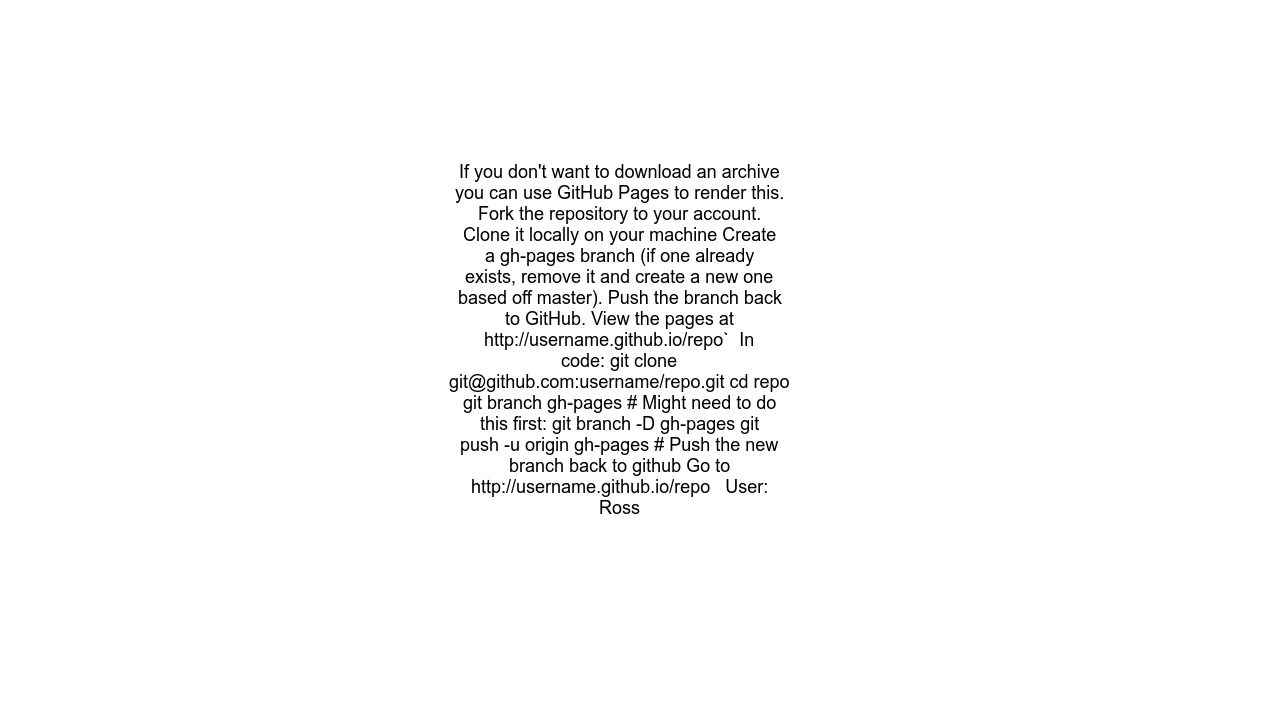 If you don't want to download an archive
you can use GitHub Pages to render this.
Fork the repository to your account.
Clone it locally on your machine Create
a gh-pages branch (if one already
exists, remove it and create a new one
based off master). Push the branch back
to GitHub. View the pages at
http://username.github.io/repo`  In
code: git clone
git@github.com:username/repo.git cd repo
git branch gh-pages # Might need to do
this first: git branch -D gh-pages git
push -u origin gh-pages # Push the new
branch back to github Go to
http://username.github.io/repo   User:
Ross